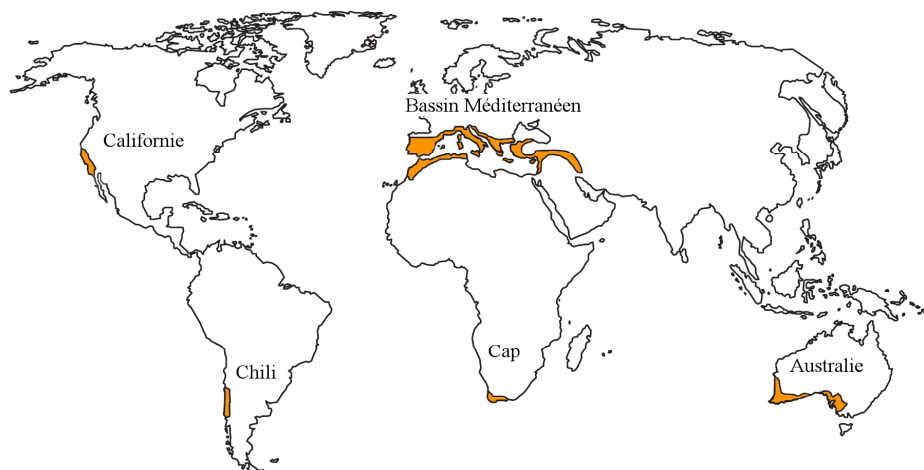 Bassin Méditerranéen
Californie
Cap
Australie
Chili